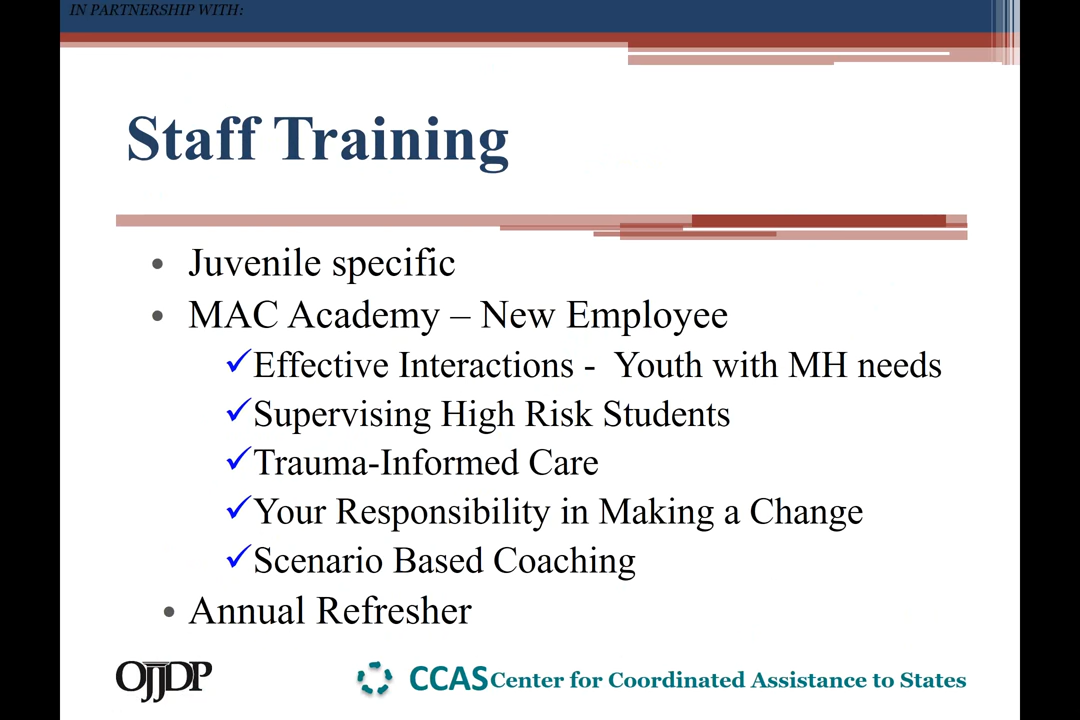 IN PARTNERSHIP WITH:
Staff Training
• Juvenile specific
• MAC Academy – New Employee
✓Effective Interactions - Youth with MH needs
✓Supervising High Risk Students
✓Trauma-Informed Care
✓Your Responsibility in Making a Change
✓Scenario Based Coaching
• Annual Refresher
OJJDP
CCAS Center for Coordinated Assistance to States